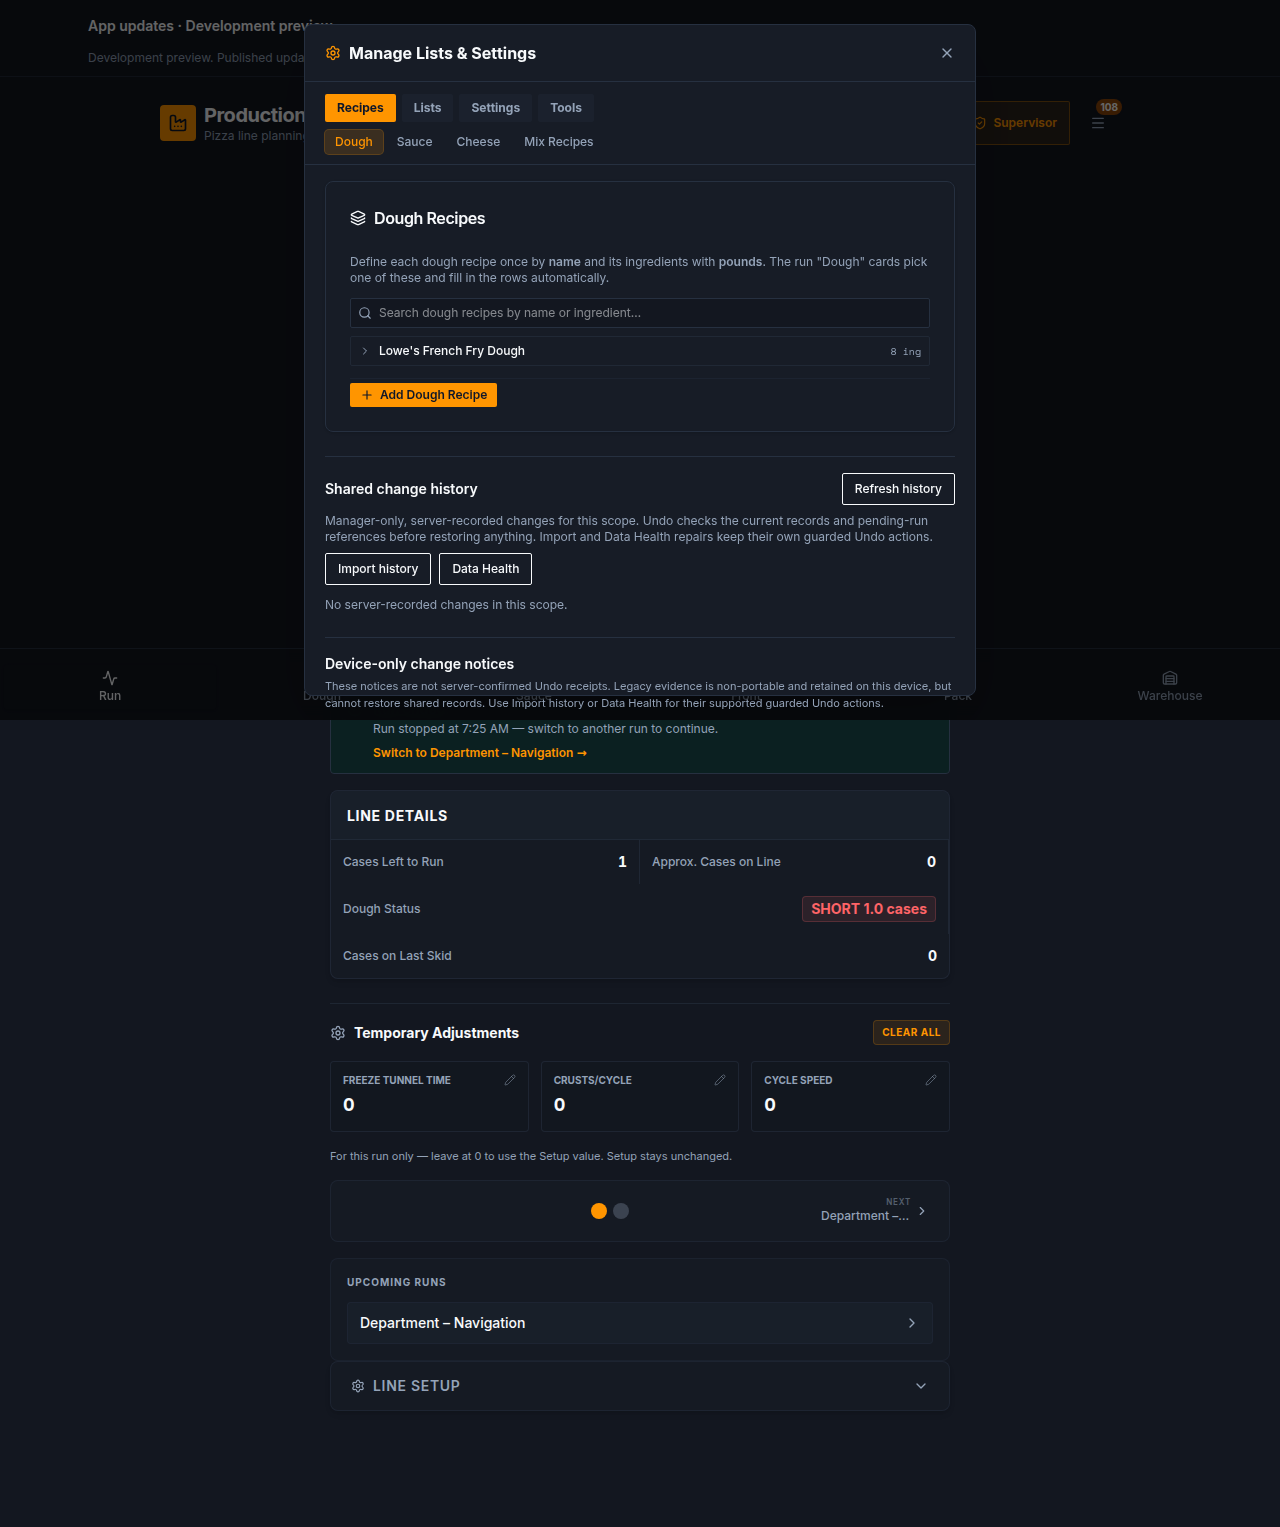 App updates · Development preview
Development preview. Published upda
Production
Pizza line planning
Supervisor
108
Manage Lists & Settings
Recipes
Lists
Settings
Tools
Dough
Sauce
Cheese
Mix Recipes
Dough Recipes
Define each dough recipe once by name and its ingredients with pounds. The run "Dough" cards pick
one of these and fill in the rows automatically.
Search dough recipes by name or ingredient...
Lowe's French Fry Dough
8 ing
Add Dough Recipe
Shared change history
Refresh history
Manager-only, server-recorded changes for this scope. Undo checks the current records and pending-run
references before restoring anything. Import and Data Health repairs keep their own guarded Undo actions.
Import history
Data Health
No server-recorded changes in this scope.
Device-only change notices
These notices are not server-confirmed Undo receipts. Legacy evidence is non-portable and retained on this device, but
cannot restore shared records. Use Import history or Data Health for their supported guarded Undo actions.
Run
Dough
Sauce
Pack
Warehouse
Run stopped at 7:25 AM — switch to another run to continue.
Switch to Department – Navigation →
LINE DETAILS
Cases Left to Run
1
Approx. Cases on Line
0
Dough Status
SHORT 1.0 cases
Cases on Last Skid
0
Temporary Adjustments
CLEAR ALL
FREEZE TUNNEL TIME
0
CRUSTS/CYCLE
0
CYCLE SPEED
0
For this run only — leave at 0 to use the Setup value. Setup stays unchanged.
NEXT
Department –...
UPCOMING RUNS
Department – Navigation
LINE SETUP